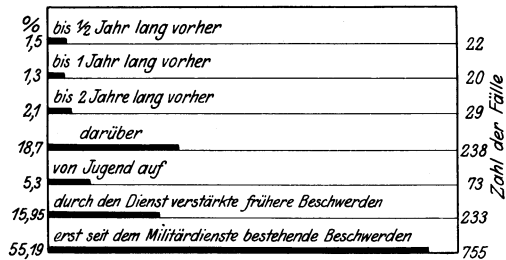 %
bis ½ Jahr lang vorher
1,5 22
bis 1 Jahr lang vorher
1,3 20
bis 2 Jahre lang vorher
2,1 29
darüber
18,7 238
von Jugend auf
5,3 73
durch den Dienst verstärkte frühere Beschwerden
15,95 233
erst seit dem Militärdienste bestehende Beschwerden
55,19 755
Zahl der Fälle